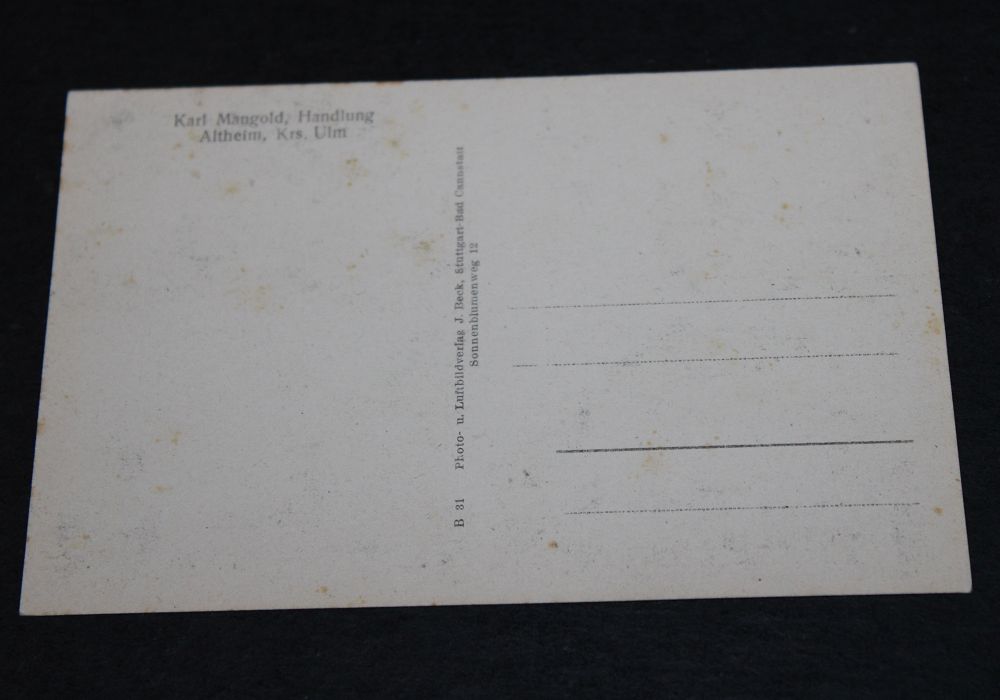 Karl Mangold, Handlung
Altheim, Krs. Ulm
B 31 Photo- u. Luftbildverlag J. Beck, Stuttgart-Bad Cannstatt
Sonnenblumenweg 12